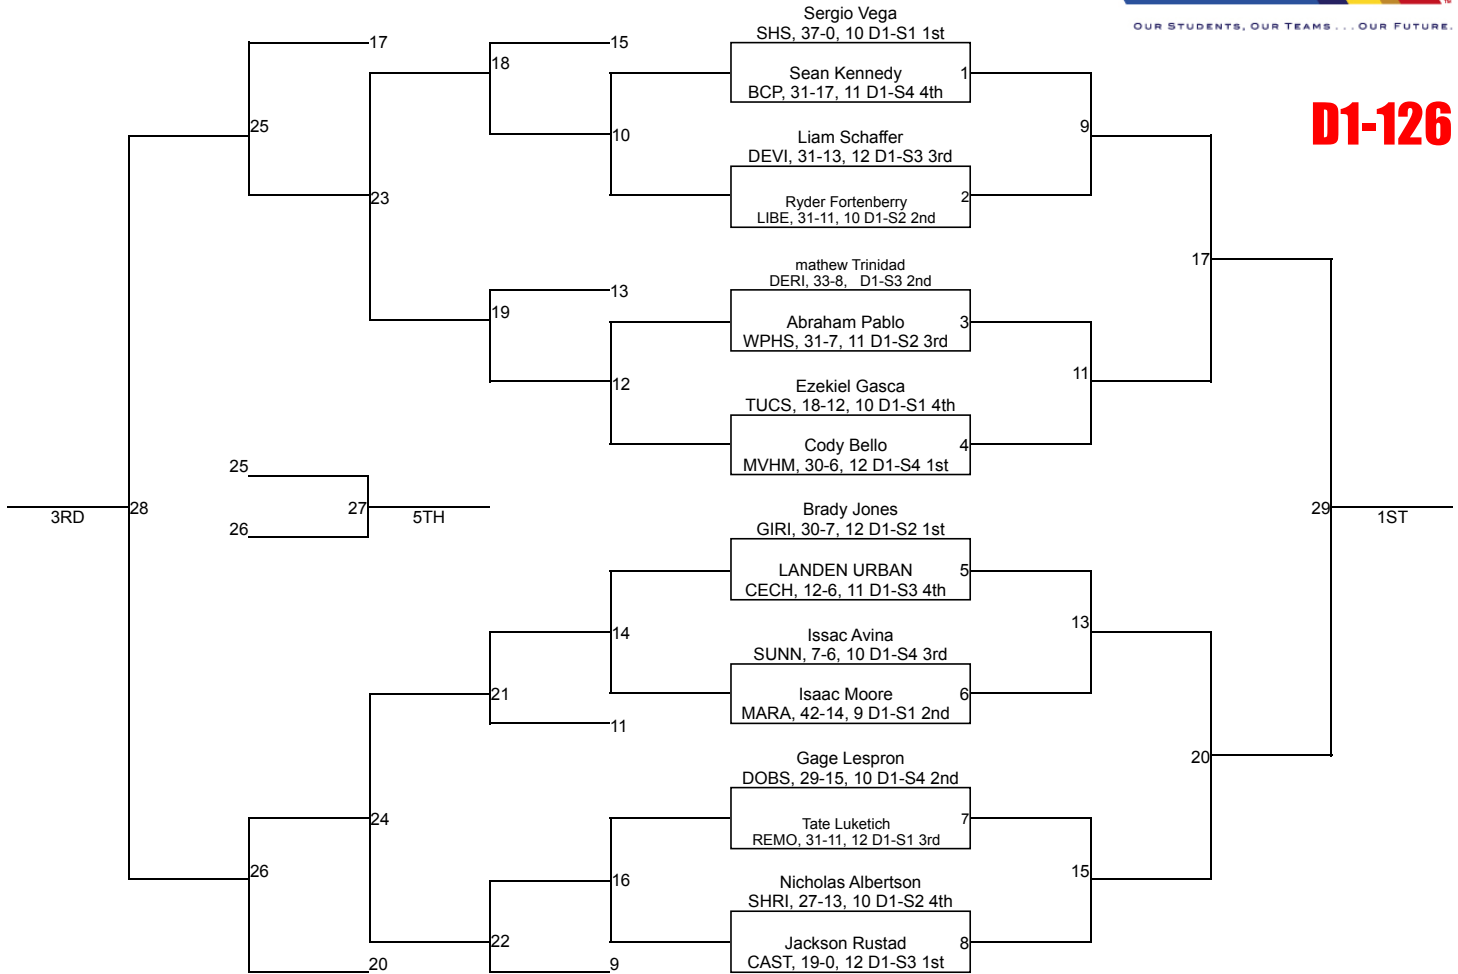 OUR STUDENTS, OUR TEAMS . . . OUR FUTURE.
TM
D1-126
Sergio Vega
SHS, 37-0, 10 D1-S1 1st
17
15
18
Sean Kennedy
1
BCP, 31-17, 11 D1-S4 4th
25
10
9
Liam Schaffer
DEVI, 31-13, 12 D1-S3 3rd
23
Ryder Fortenberry
2
LIBE, 31-11, 10 D1-S2 2nd
17
mathew Trinidad
DERI, 33-8, D1-S3 2nd
13
19
Abraham Pablo
3
WPHS, 31-7, 11 D1-S2 3rd
12
11
Ezekiel Gasca
TUCS, 18-12, 10 D1-S1 4th
Cody Bello
4
MVHM, 30-6, 12 D1-S4 1st
25
28
27
29
3RD
5TH
1ST
26
Brady Jones
GIRI, 30-7, 12 D1-S2 1st
LANDEN URBAN
5
CECH, 12-6, 11 D1-S3 4th
14
13
Issac Avina
SUNN, 7-6, 10 D1-S4 3rd
21
Isaac Moore
6
MARA, 42-14, 9 D1-S1 2nd
11
20
Gage Lespron
DOBS, 29-15, 10 D1-S4 2nd
24
Tate Luketich
7
REMO, 31-11, 12 D1-S1 3rd
26
16
15
Nicholas Albertson
SHRI, 27-13, 10 D1-S2 4th
22
Jackson Rustad
8
CAST, 19-0, 12 D1-S3 1st
20
9